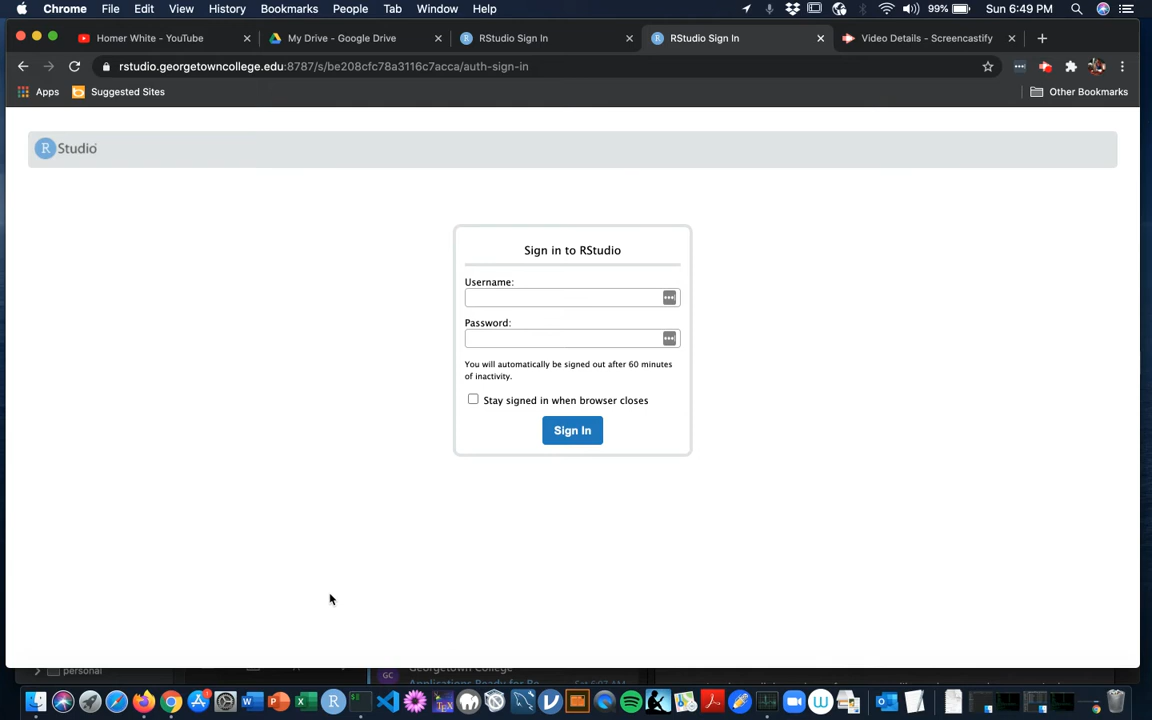 Chrome File Edit View History Bookmarks People Tab Window Help 99% Sun 6:49 PM
Homer White - YouTube My Drive - Google Drive RStudio Sign In RStudio Sign In Video Details - Screencastify
rstudio.georgetowncollege.edu:8787/s/be208cfc78a3116c7acca/auth-sign-in
Apps Suggested Sites Other Bookmarks
R Studio
Sign in to RStudio
Username:
Password:
You will automatically be signed out after 60 minutes
of inactivity.
Stay signed in when browser closes
Sign In
personal
GC Georgetown College